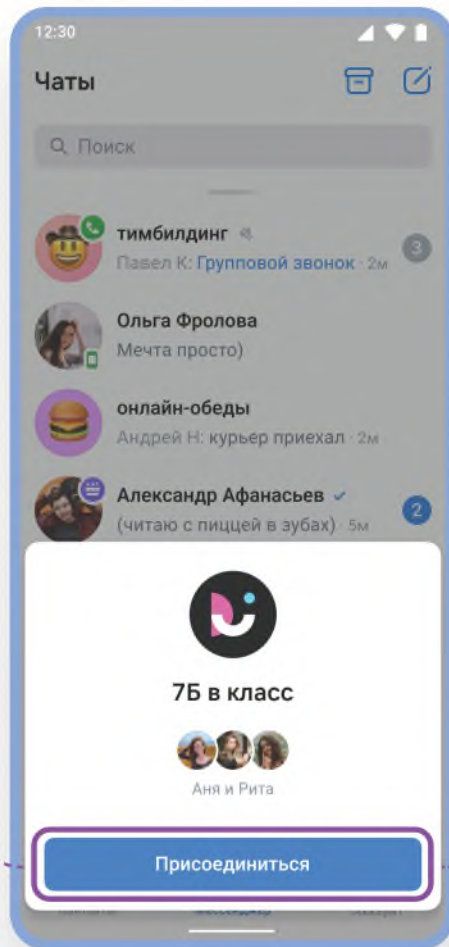 12:30
Чаты
Поиск
тимбилдинг
Павел К: Групповой звонок · 2м
3
Ольга Фролова
Мечта просто)
онлайн-обеды
Андрей Н: курьер приехал · 2м
Александр Афанасьев
(читаю с пиццей в зубах) · 5м
2
7Б в класс
Аня и Рита
Присоединиться